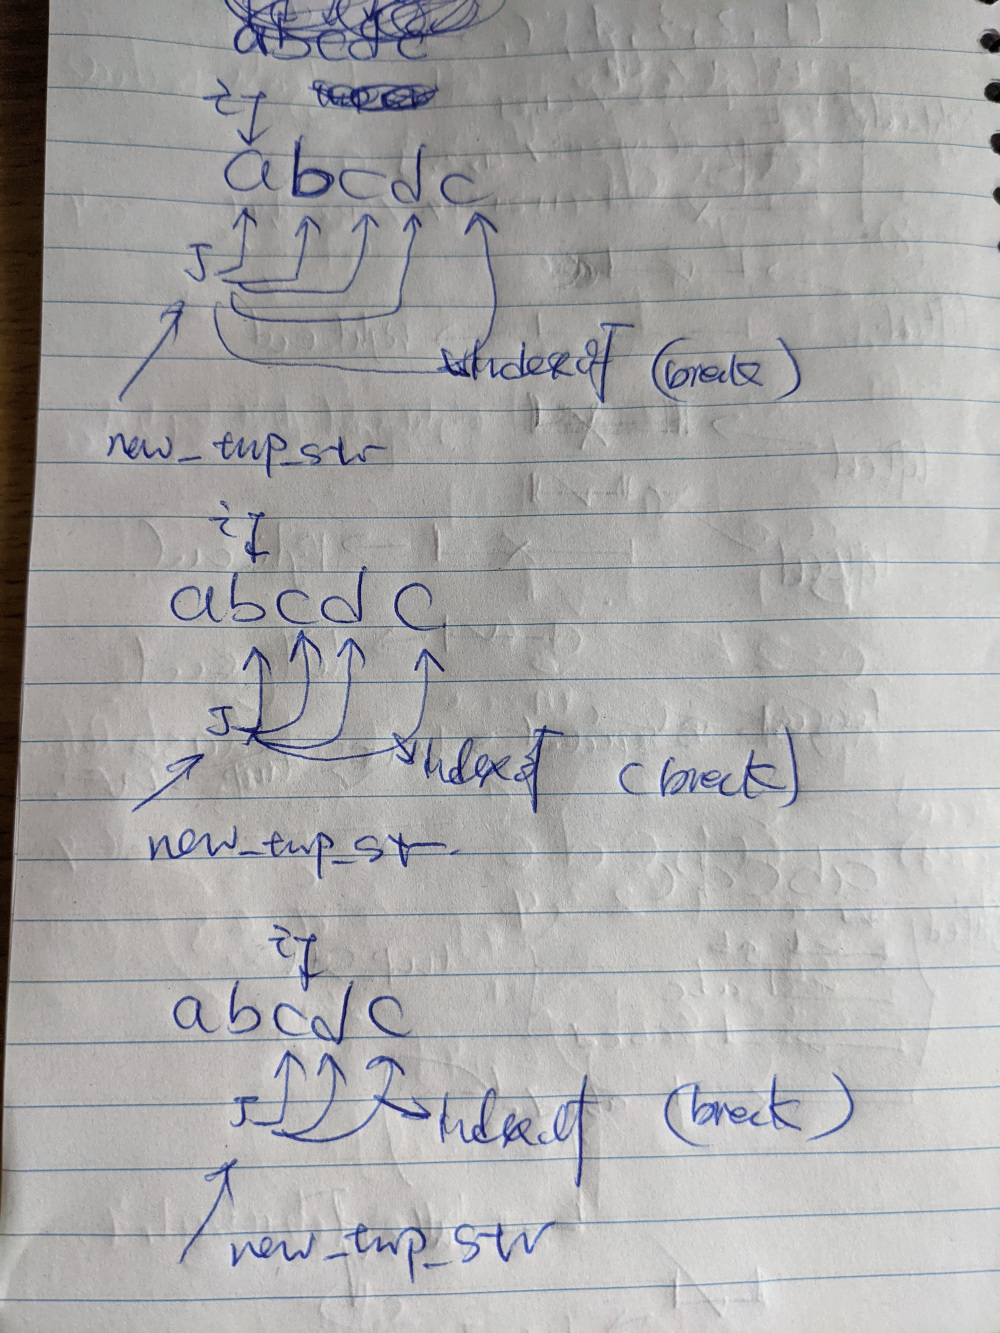 abcdc
i
abcdc
J
indexof (break)
new_tmp_str
i
abcdc
J
indexof (break)
new_tmp_str
i
abcdc
J
indexof (break)
new_tmp_str